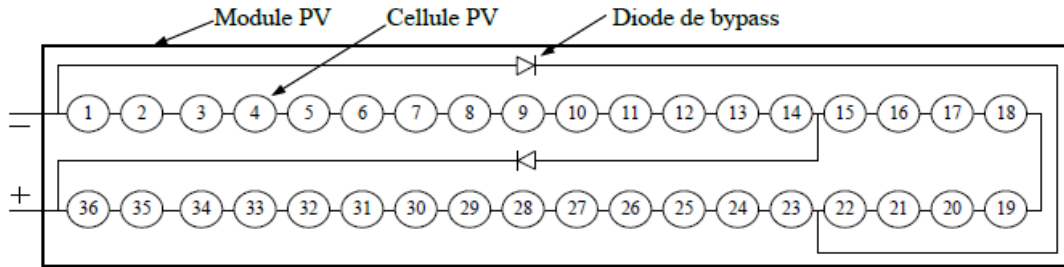 Module PV Cellule PV Diode de bypass
1 2 3 4 5 6 7 8 9 10 11 12 13 14 15 16 17 18
−
+
36 35 34 33 32 31 30 29 28 27 26 25 24 23 22 21 20 19